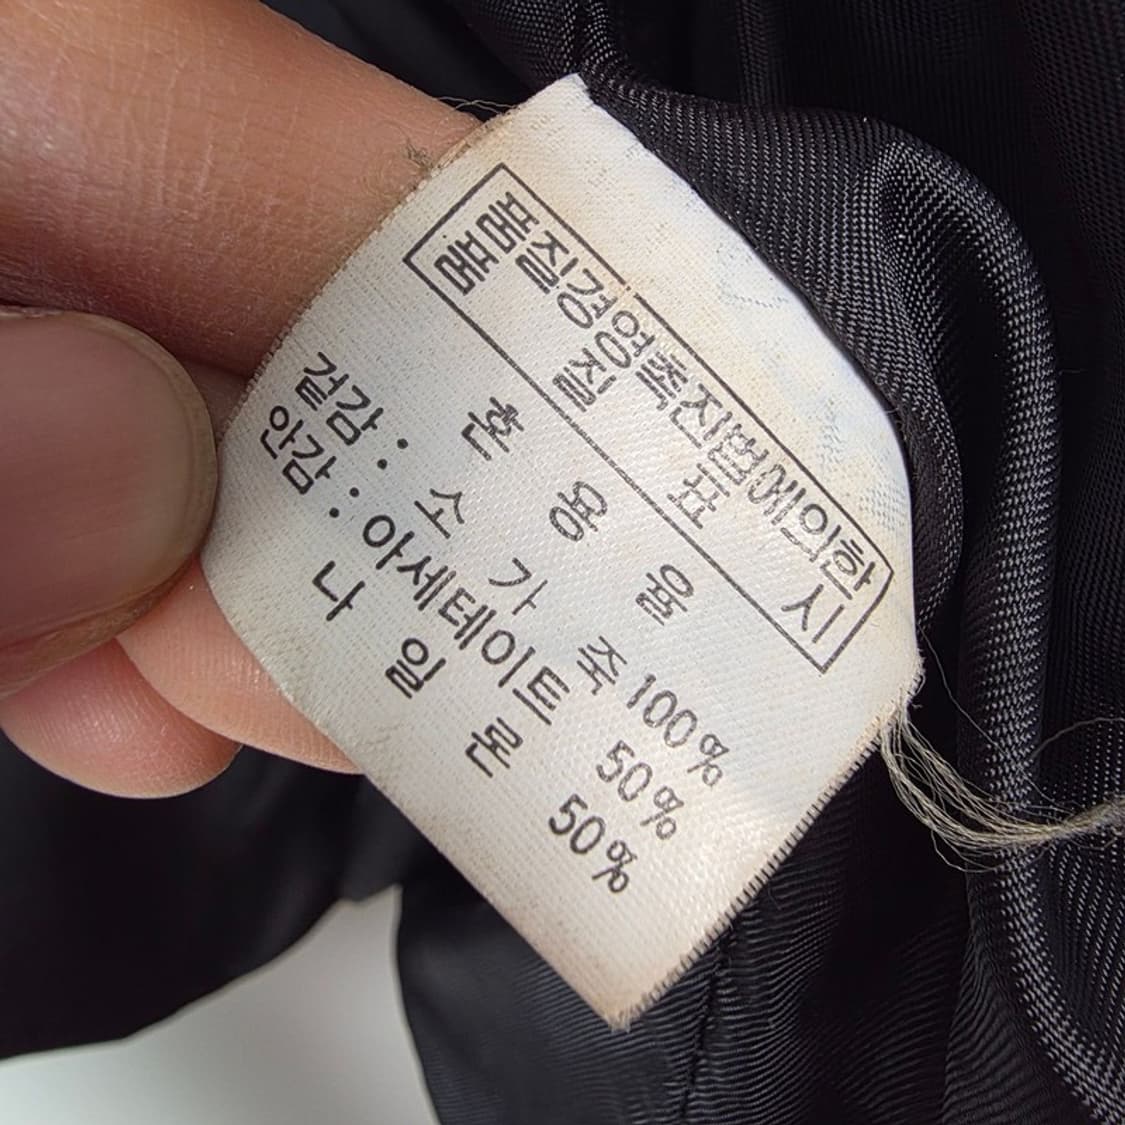 품질경영촉진법에의한
품 질 표 시
혼 용 율
겉감: 소 가 죽 100%
안감: 아세테이트 50%
나 일 론 50%